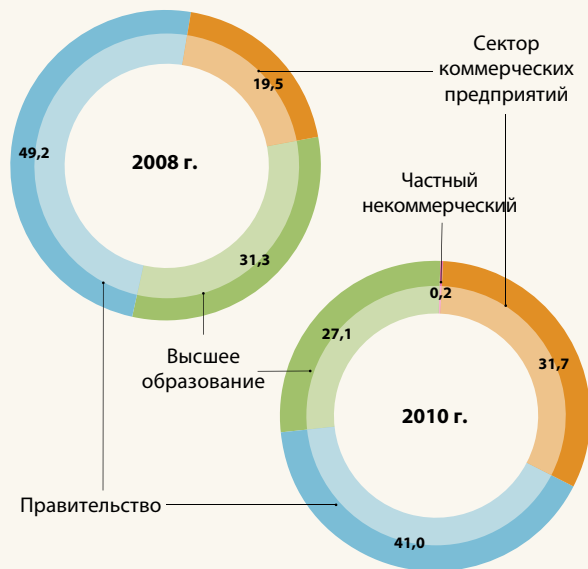 Сектор
коммерческих
предприятий
19,5
49,2
2008 г.
31,3
Частный
некоммерческий
0,2
27,1
31,7
Высшее
образование
2010 г.
Правительство
41,0